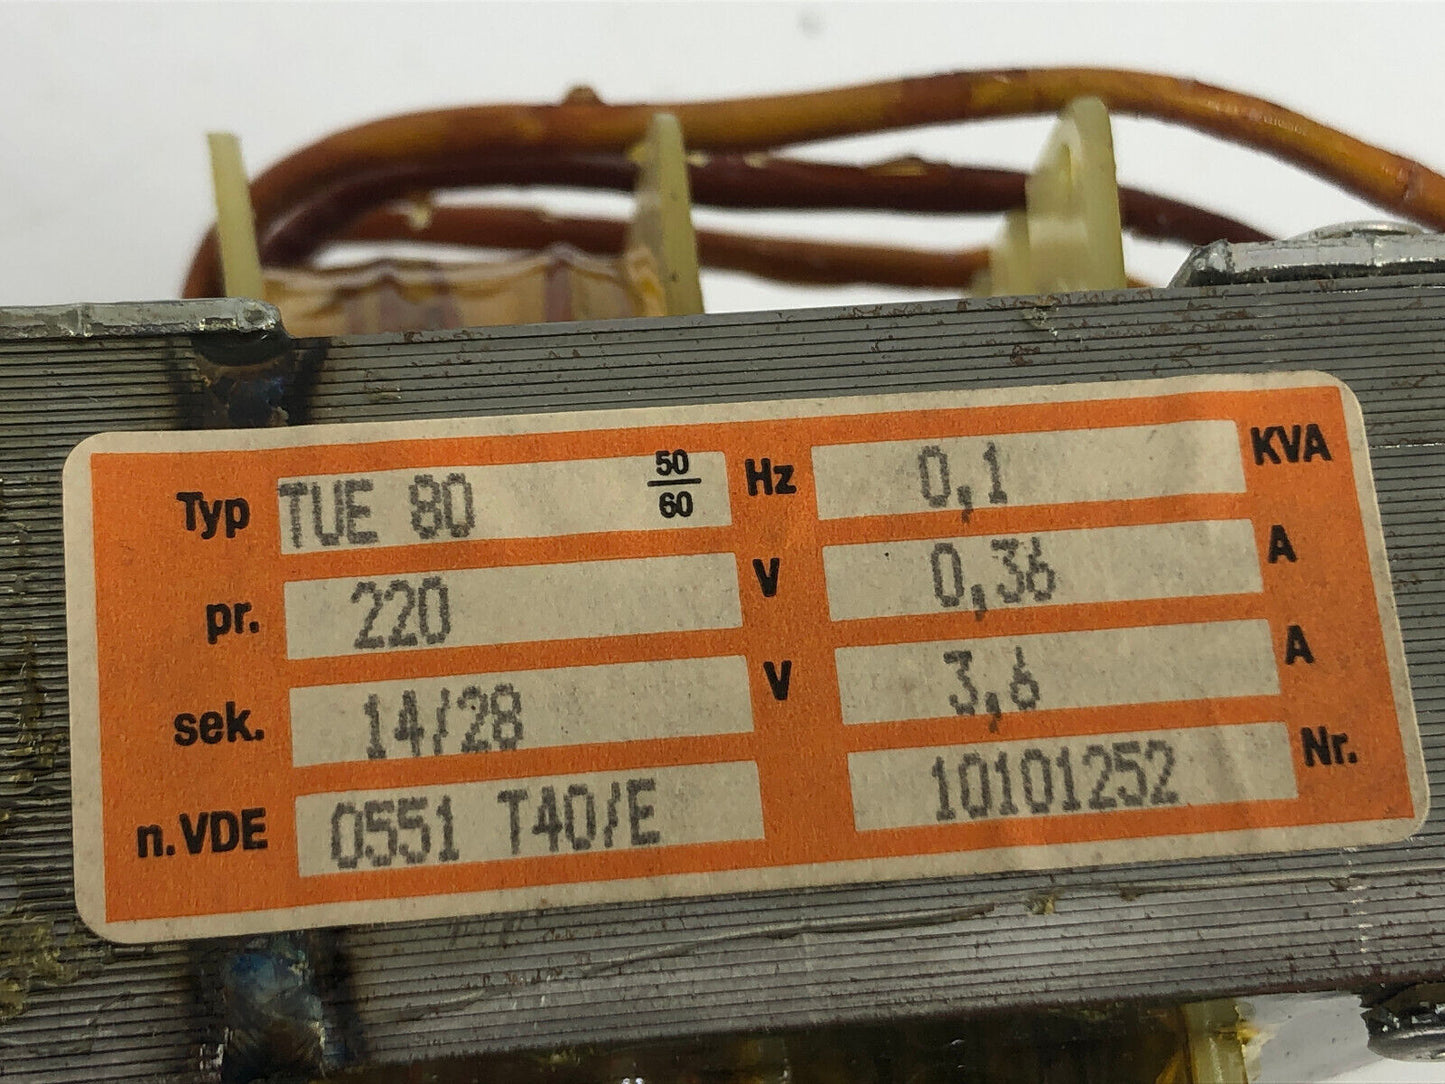 Typ TUE 80 50/60 Hz 0,1 KVA
pr. 220 V 0,36 A
sek. 14/28 V 3,6 A
n.VDE 0551 T40/E 10101252 Nr.